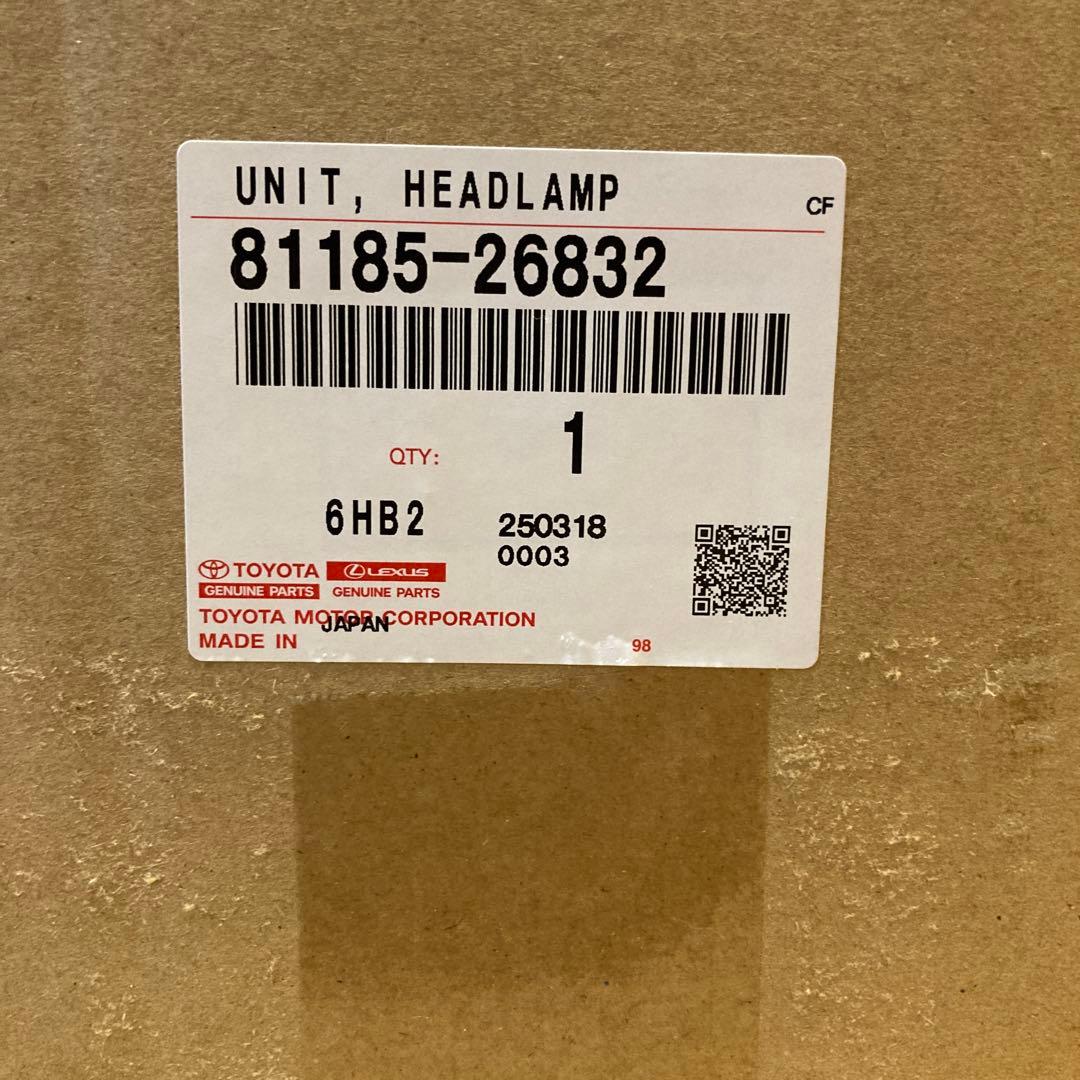 UNIT, HEADLAMP
CF
81185-26832
QTY: 1
6HB2 250318
0003
TOYOTA LEXUS
GENUINE PARTS GENUINE PARTS
TOYOTA MOTOR CORPORATION
MADE IN JAPAN
98